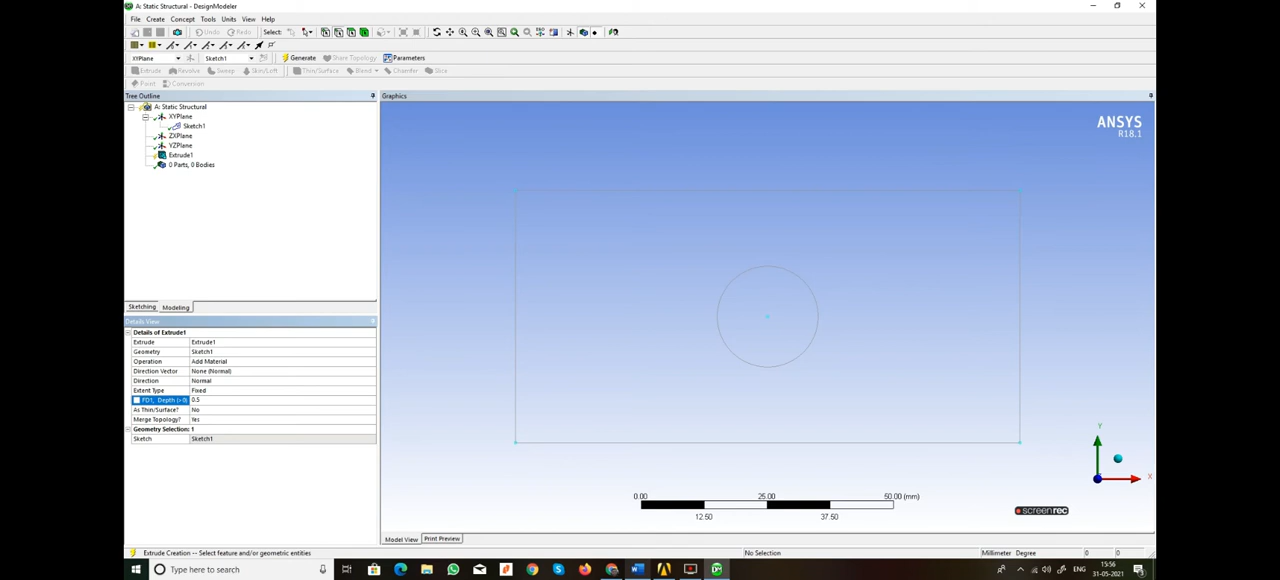 A: Static Structural - DesignModeler
File Create Concept Tools Units View Help
Undo Redo Select:
XYPlane Sketch1 Generate Share Topology Parameters
Extrude Revolve Sweep Skin/Loft Thin/Surface Blend Chamfer Slice
Point Conversion
Tree Outline
A: Static Structural
XYPlane
Sketch1
ZXPlane
YZPlane
Extrude1
0 Parts, 0 Bodies
Sketching Modeling
Details View
Details of Extrude1
Extrude Extrude1
Geometry Sketch1
Operation Add Material
Direction Vector None (Normal)
Direction Normal
Extent Type Fixed
FD1, Depth (>0) 0.5
As Thin/Surface? No
Merge Topology? Yes
Geometry Selection: 1
Sketch Sketch1
Graphics
ANSYS
R18.1
Y
X
0.00 25.00 50.00 (mm)
12.50 37.50
screenrec
Model View Print Preview
Extrude Creation -- Select feature and/or geometric entities No Selection Millimeter Degree 0 0
Type here to search
ENG
15:56
31-05-2021